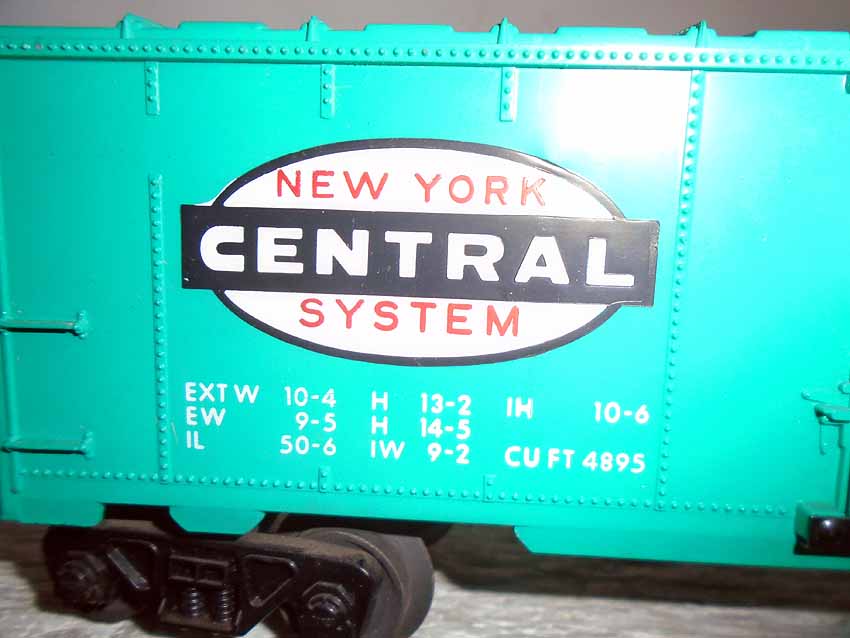 NEW YORK
CENTRAL
SYSTEM
EXT W 10-4 H 13-2 IH 10-6
EW 9-5 H 14-5
IL 50-6 IW 9-2 CU FT 4895